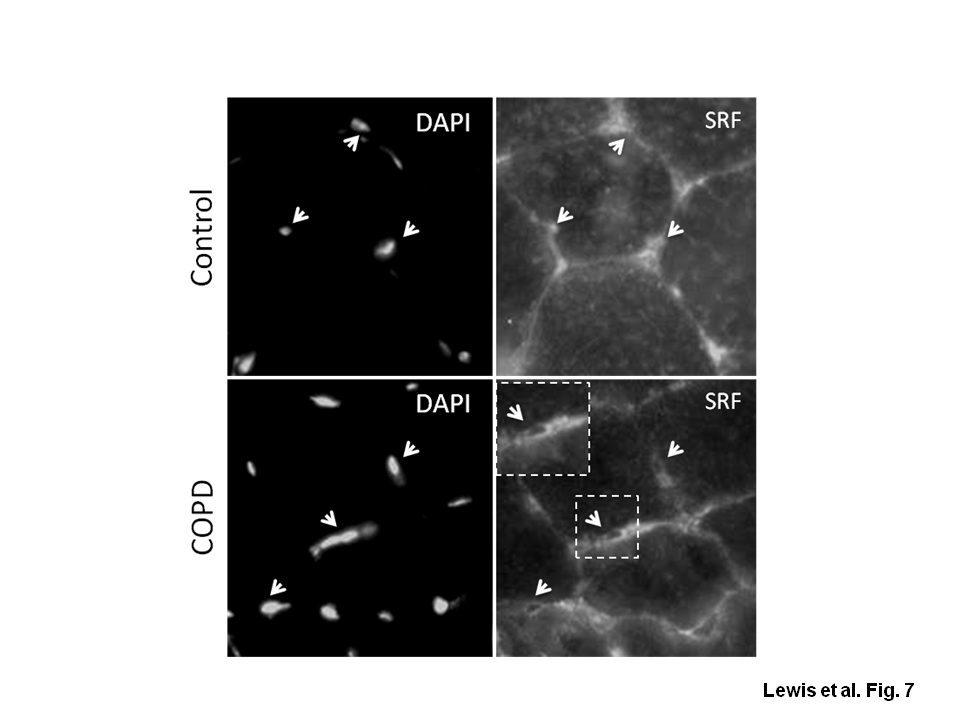 DAPI
SRF
Control
DAPI
SRF
COPD
Lewis et al. Fig. 7